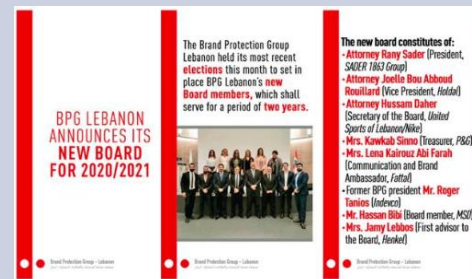 BPG LEBANON
ANNOUNCES ITS
NEW BOARD
FOR 2020/2021
Brand Protection Group - Lebanon
The Brand Protection Group
Lebanon held its most recent
elections this month to set in
place BPG Lebanon's new
Board members, which shall
serve for a period of two years.
Brand Protection Group - Lebanon
The new board constitutes of:
• Attorney Rany Sader (President,
SADER 1863 Group)
• Attorney Joelle Bou Abboud
Rouillard (Vice President, Holdal)
• Attorney Hussam Daher
(Secretary of the Board, United
Sports of Lebanon/Nike)
• Mrs. Kawkab Sinno (Treasurer, P&G)
• Mrs. Lena Kairouz Abi Farah
(Communication and Brand
Ambassador, Fattal)
• Former BPG president Mr. Roger
Tanios (Indevco)
• Mr. Hassan Bibi (Board member, MSD)
• Mrs. Jamy Lebbos (First advisor to
the Board, Henkel)
Brand Protection Group - Lebanon